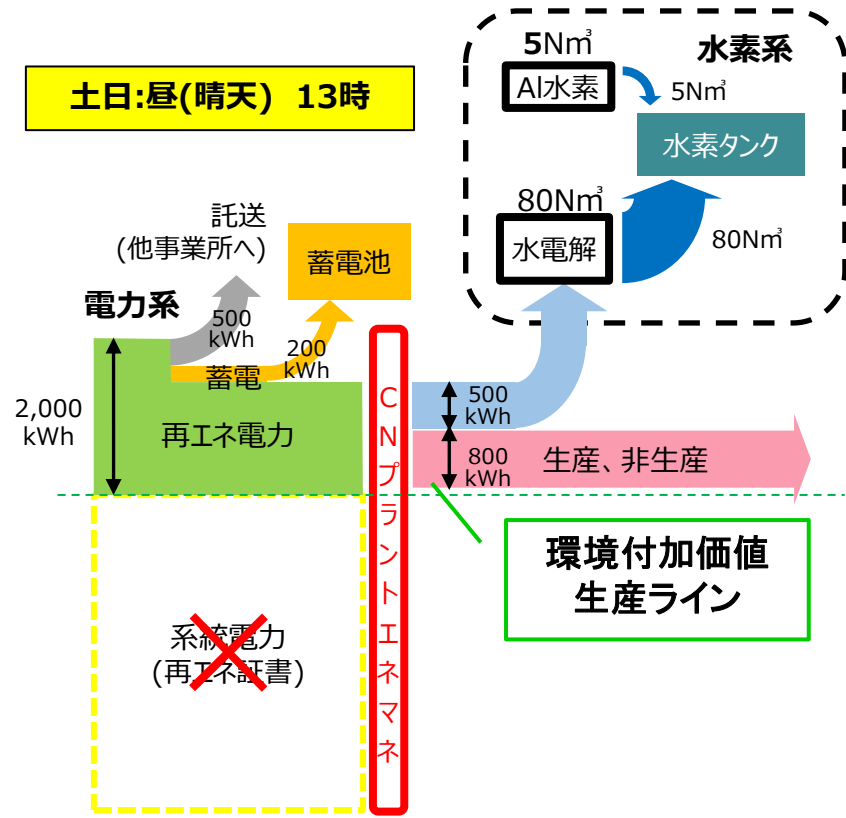 土日:昼(晴天) 13時
水素系
5N㎥
Al水素
5N㎥
水素タンク
80N㎥
水電解
80N㎥
託送
(他事業所へ)
蓄電池
電力系
500
kWh
200
kWh
蓄電
2,000
kWh
再エネ電力
CNプラントエネマネ
500
kWh
800
kWh
生産、非生産
環境付加価値
生産ライン
系統電力
(再エネ証書)